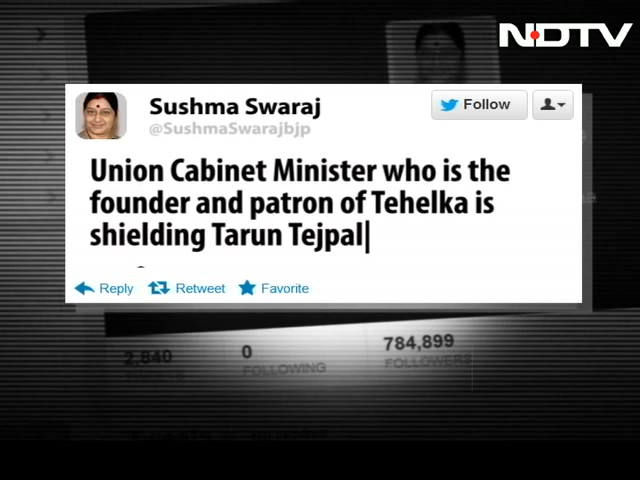 NDTV
Sushma Swaraj
@SushmaSwarajbjp
Follow
Union Cabinet Minister who is the
founder and patron of Tehelka is
shielding Tarun Tejpal|
Reply Retweet Favorite
2,840 0 784,899
FOLLOWING FOLLOWERS